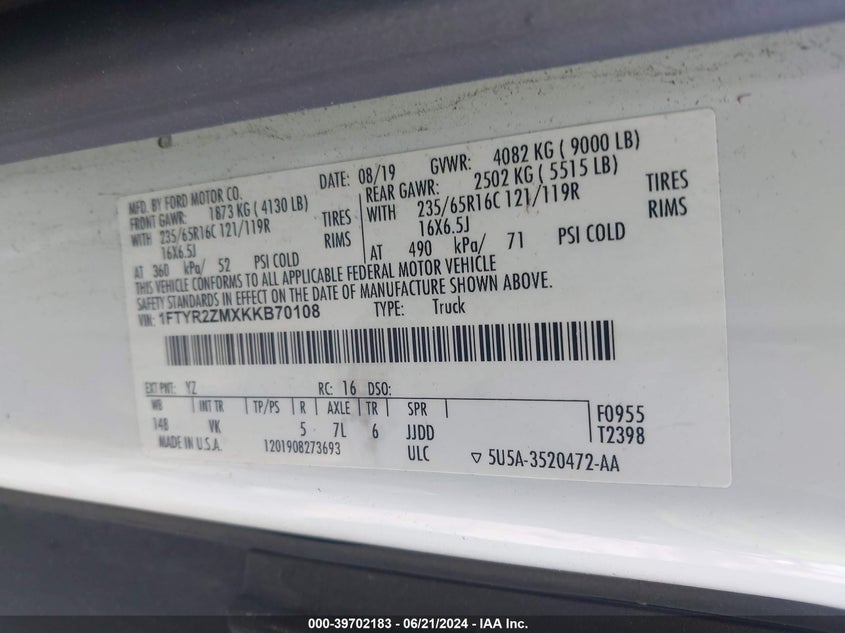 MFD. BY FORD MOTOR CO.
DATE: 08/19 GVWR: 4082 KG ( 9000 LB)
FRONT GAWR: 1873 KG ( 4130 LB) REAR GAWR: 2502 KG ( 5515 LB)
WITH 235/65R16C 121/119R TIRES WITH 235/65R16C 121/119R TIRES
16X6.5J RIMS 16X6.5J RIMS
AT 360 kPa/ 52 PSI COLD AT 490 kPa/ 71 PSI COLD
THIS VEHICLE CONFORMS TO ALL APPLICABLE FEDERAL MOTOR VEHICLE
SAFETY STANDARDS IN EFFECT ON THE DATE OF MANUFACTURE SHOWN ABOVE.
VIN: 1FTYR2ZMXKKB70108 TYPE: Truck
EXT PNT: YZ RC: 16 DSO:
WB INT TR TP/PS R AXLE TR SPR F0955
148 VK 5 7L 6 JJDD T2398
MADE IN U.S.A. 1201908273693 ULC ▽ 5U5A-3520472-AA
000-39702183 - 06/21/2024 - IAA Inc.